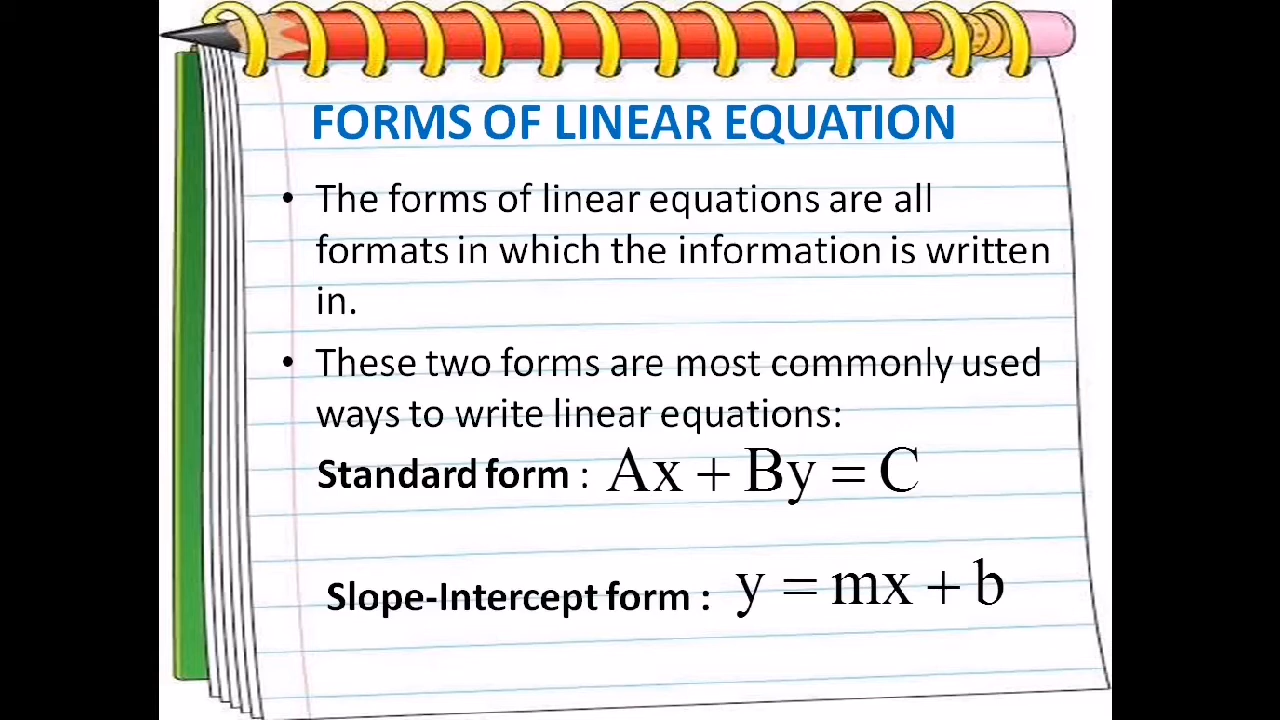 FORMS OF LINEAR EQUATION
• The forms of linear equations are all
formats in which the information is written
in.
• These two forms are most commonly used
ways to write linear equations:
Standard form : Ax + By = C
Slope-Intercept form : y = mx + b